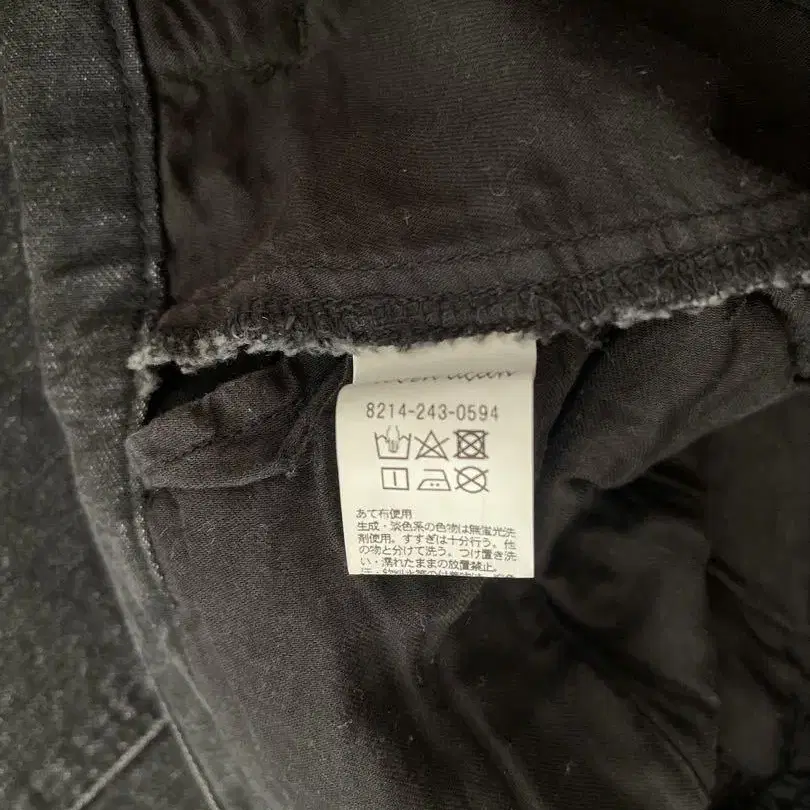 8214-243-0594
あて布使用
生成・淡色系の色物は無蛍光洗
剤使用。すすぎは十分行う。他
の物と分けて洗う。つけ置き洗
い・濡れたままの放置禁止。